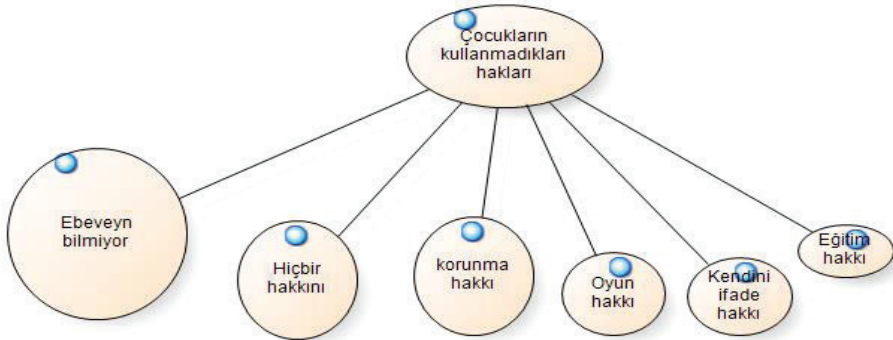 Çocukların
kullanmadıkları
hakları
Ebeveyn
bilmiyor
Hiçbir
hakkını
korunma
hakkı
Oyun
hakkı
Kendini
ifade
hakkı
Eğitim
hakkı